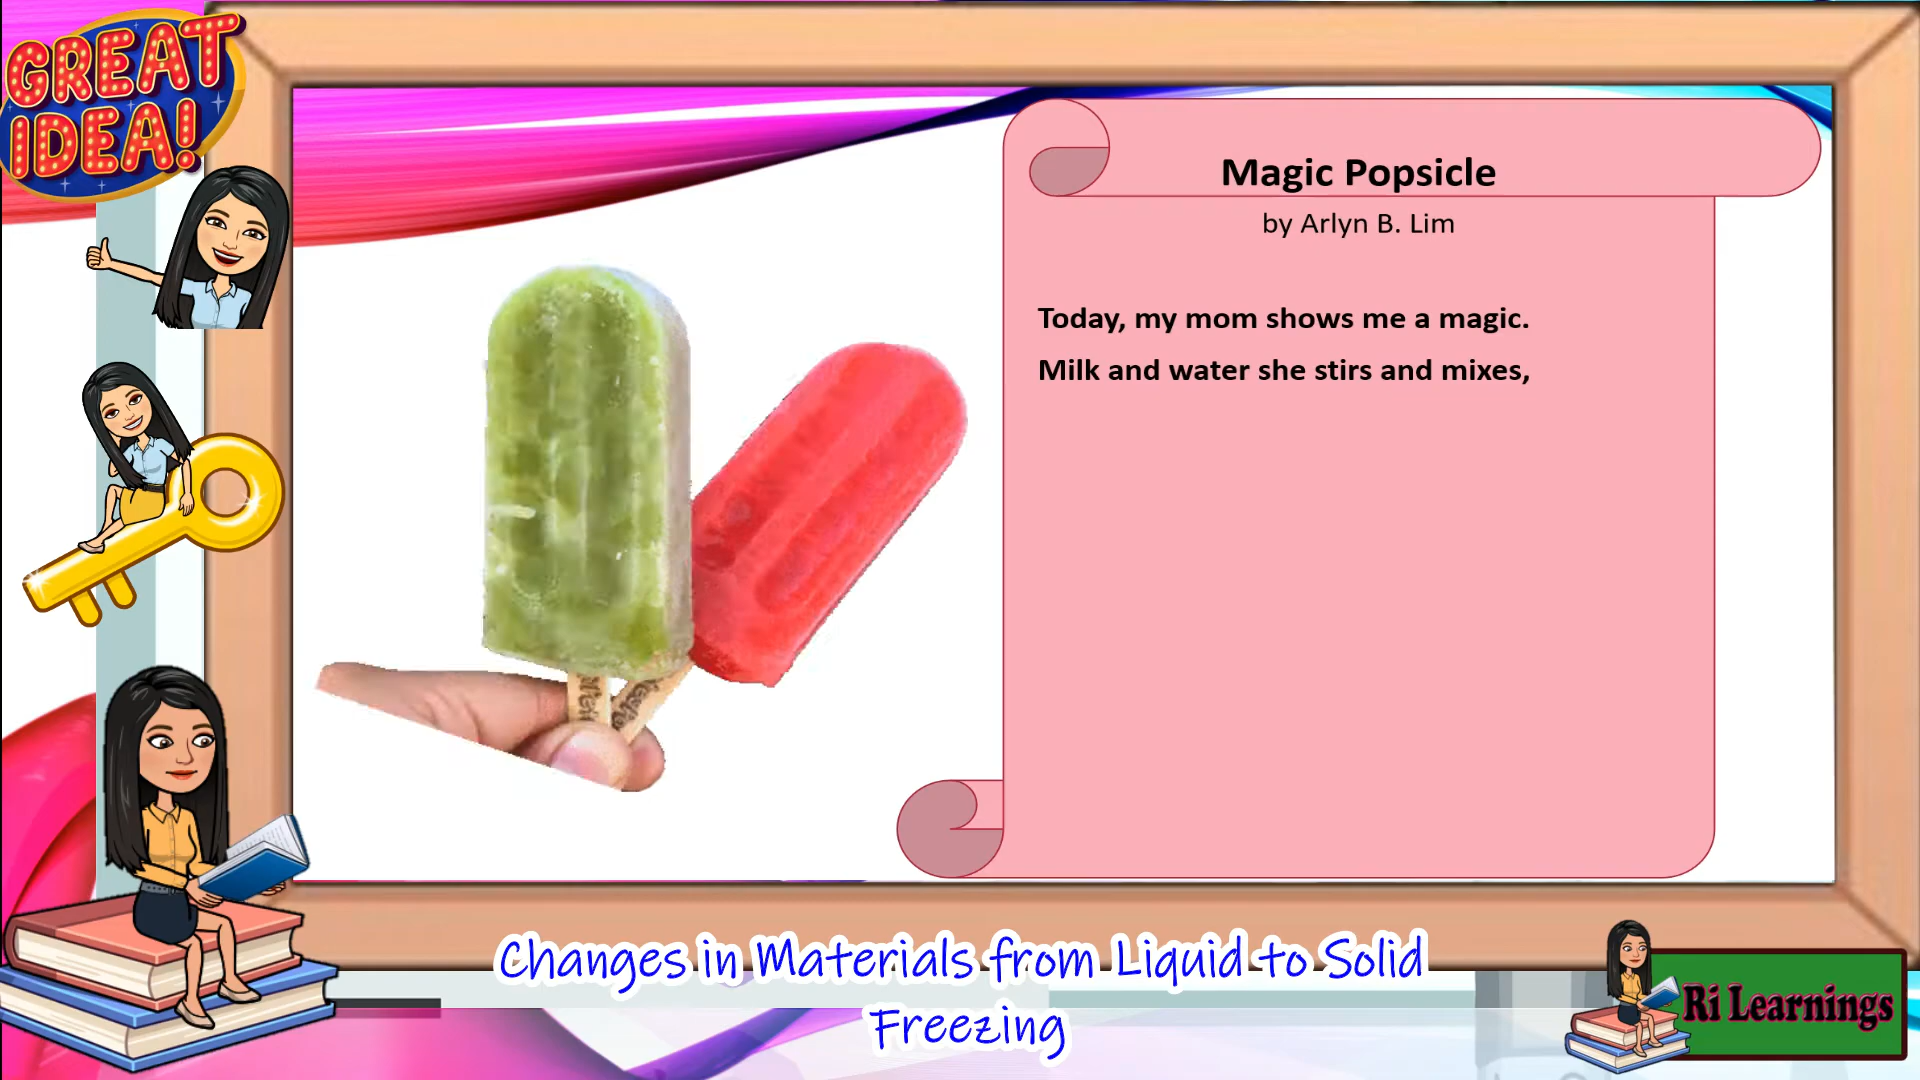 GREAT
IDEA!
Magic Popsicle
by Arlyn B. Lim
Today, my mom shows me a magic.
Milk and water she stirs and mixes,
Changes in Materials from Liquid to Solid
Freezing
Ri Learnings